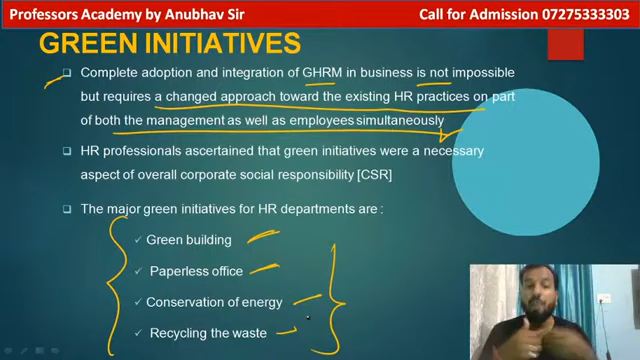 Professors Academy by Anubhav Sir Call for Admission 07275333303
GREEN INITIATIVES
Complete adoption and integration of GHRM in business is not impossible
but requires a changed approach toward the existing HR practices on part
of both the management as well as employees simultaneously
HR professionals ascertained that green initiatives were a necessary
aspect of overall corporate social responsibility [CSR]
The major green initiatives for HR departments are :
Green building
Paperless office
Conservation of energy
Recycling the waste